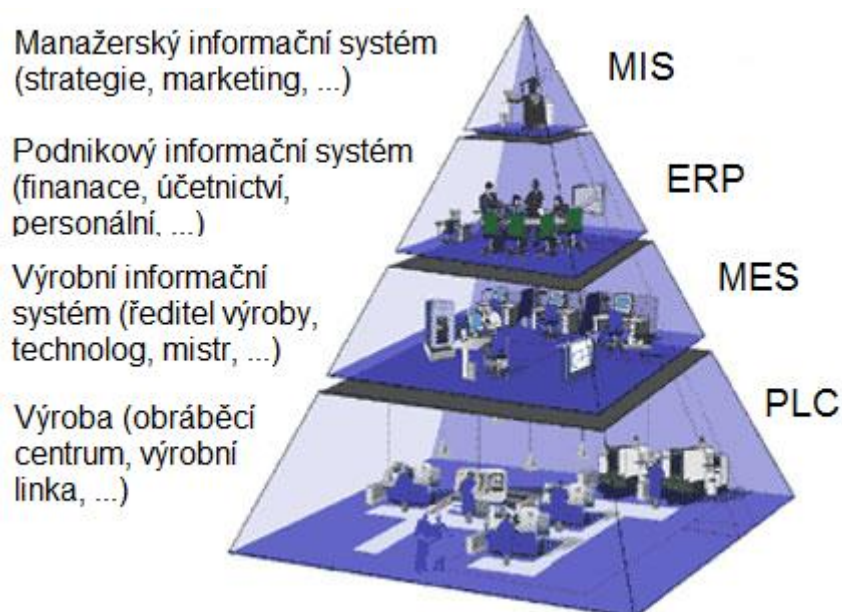 Manažerský informační systém
(strategie, marketing, ...)
MIS
Podnikový informační systém
(finanace, účetnictví,
personální, ...)
ERP
Výrobní informační
systém (ředitel výroby,
technolog, mistr, ...)
MES
Výroba (obráběcí
centrum, výrobní
linka, ...)
PLC